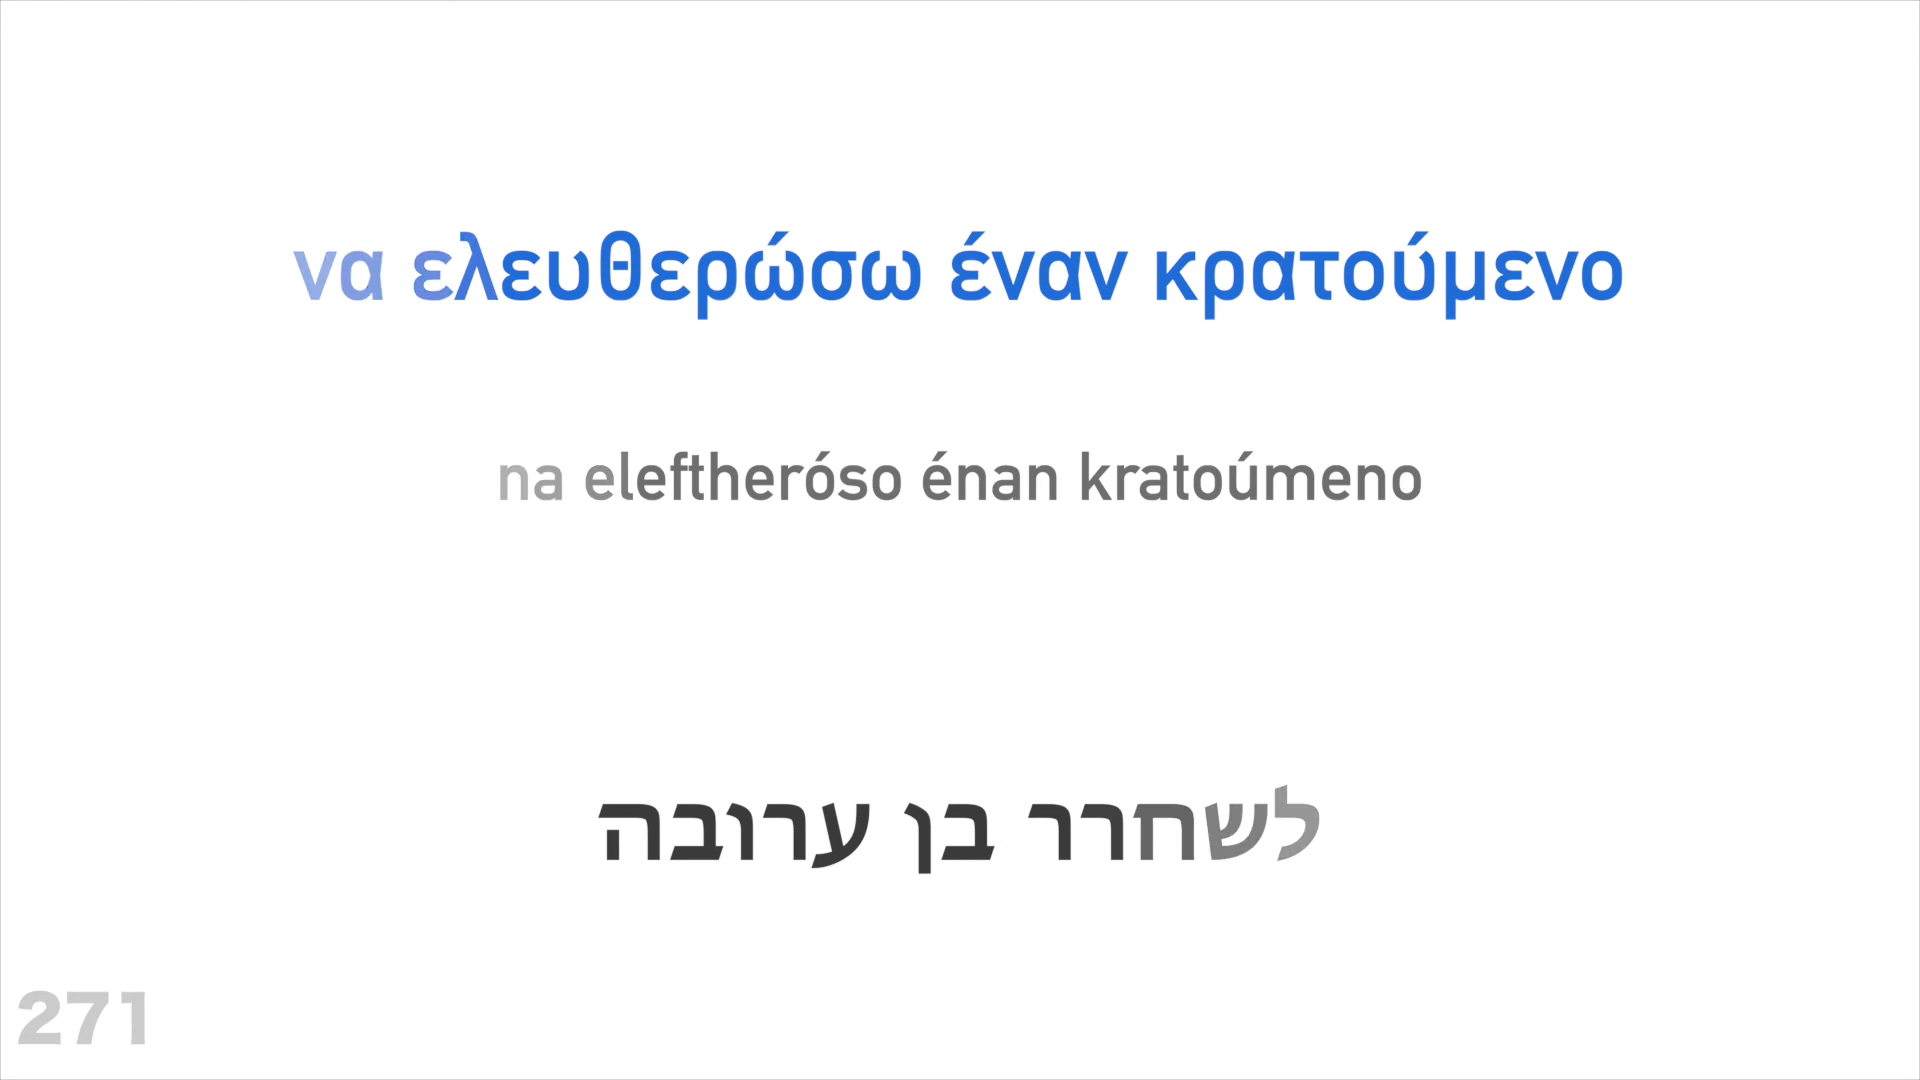 να ελευθερώσω έναν κρατούμενο
na eleftheróso énan kratoúmeno
לשחרר בן ערובה
271